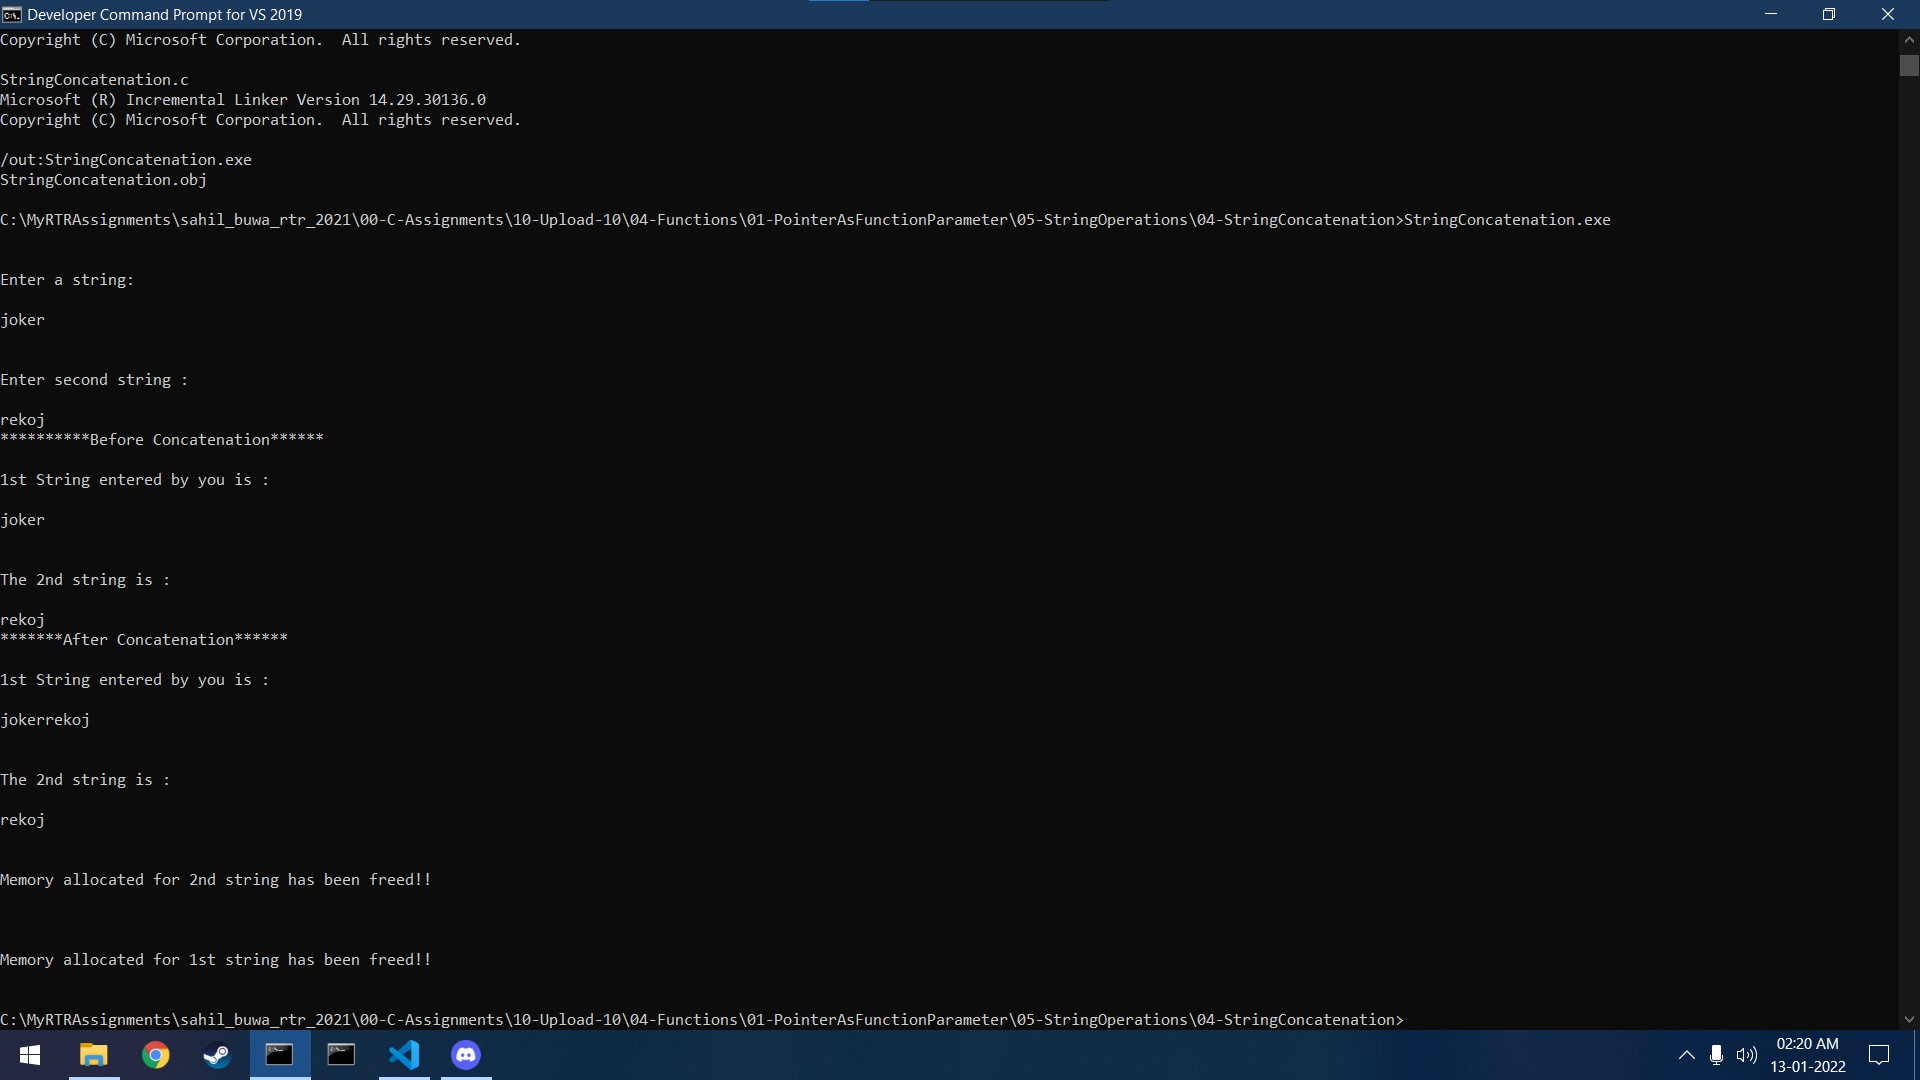 Developer Command Prompt for VS 2019
Copyright (C) Microsoft Corporation.  All rights reserved.
StringConcatenation.c
Microsoft (R) Incremental Linker Version 14.29.30136.0
Copyright (C) Microsoft Corporation.  All rights reserved.
/out:StringConcatenation.exe
StringConcatenation.obj
C:\MyRTRAssignments\sahil_buwa_rtr_2021\00-C-Assignments\10-Upload-10\04-Functions\01-PointerAsFunctionParameter\05-StringOperations\04-StringConcatenation>StringConcatenation.exe
Enter a string:
joker
Enter second string :
rekoj
**********Before Concatenation******
1st String entered by you is :
joker
The 2nd string is :
rekoj
*******After Concatenation******
1st String entered by you is :
jokerrekoj
The 2nd string is :
rekoj
Memory allocated for 2nd string has been freed!!
Memory allocated for 1st string has been freed!!
C:\MyRTRAssignments\sahil_buwa_rtr_2021\00-C-Assignments\10-Upload-10\04-Functions\01-PointerAsFunctionParameter\05-StringOperations\04-StringConcatenation>
02:20 AM
13-01-2022